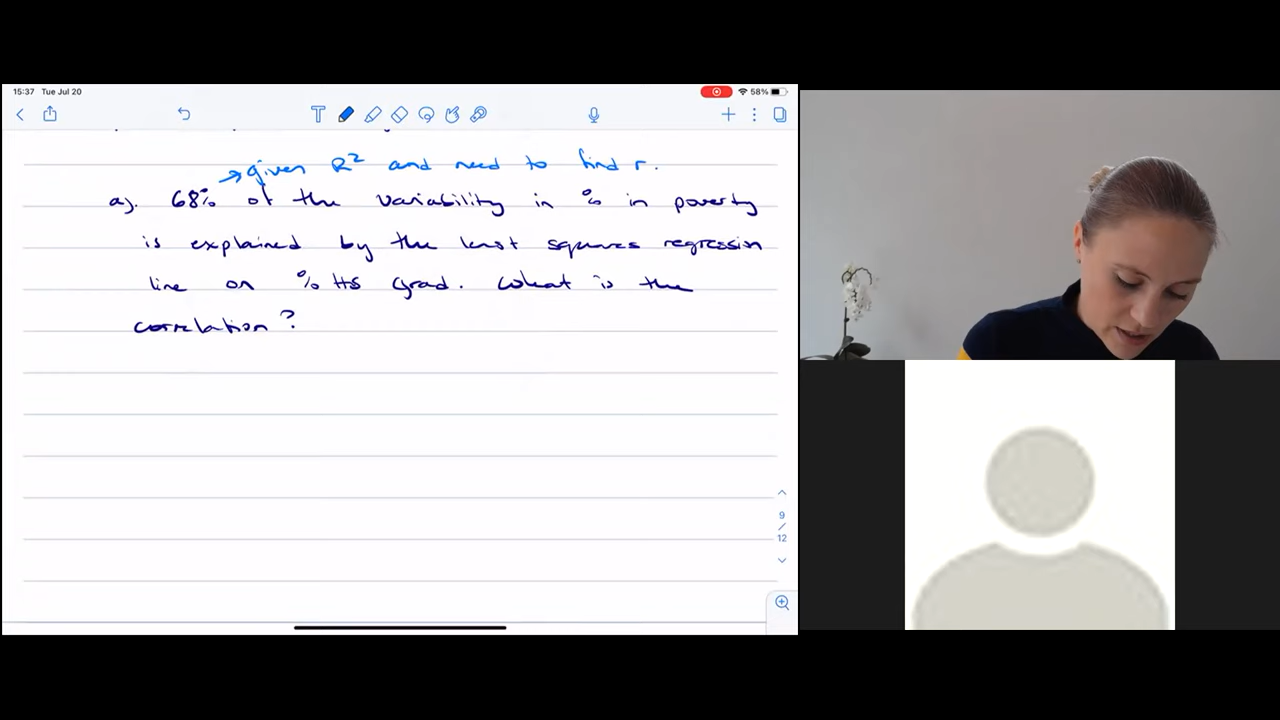 15:37 Tue Jul 20
58%
→ given R² and need to find r.
a). 68% of the variability in % in poverty
is explained by the least squares regression
line on % HS grad. What is the
correlation?
9
/
12